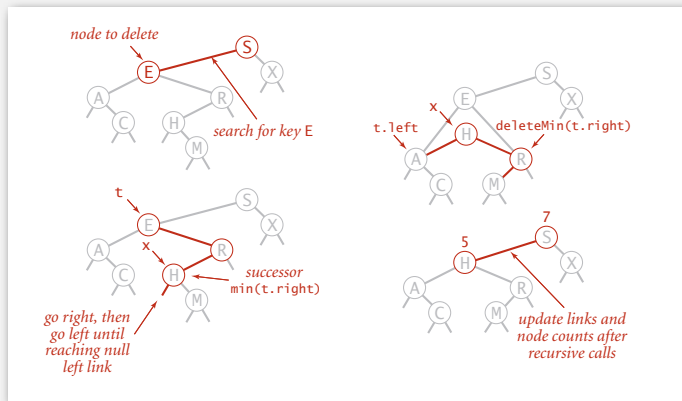 node to delete
S
E
X
A
R
C
H
M
search for key E
t
S
E
X
A
x
R
C
H
successor
min(t.right)
M
go right, then
go left until
reaching null
left link
S
x
E
X
t.left
H
deleteMin(t.right)
A
R
C
M
7
5
S
H
X
A
R
C
M
update links and
node counts after
recursive calls